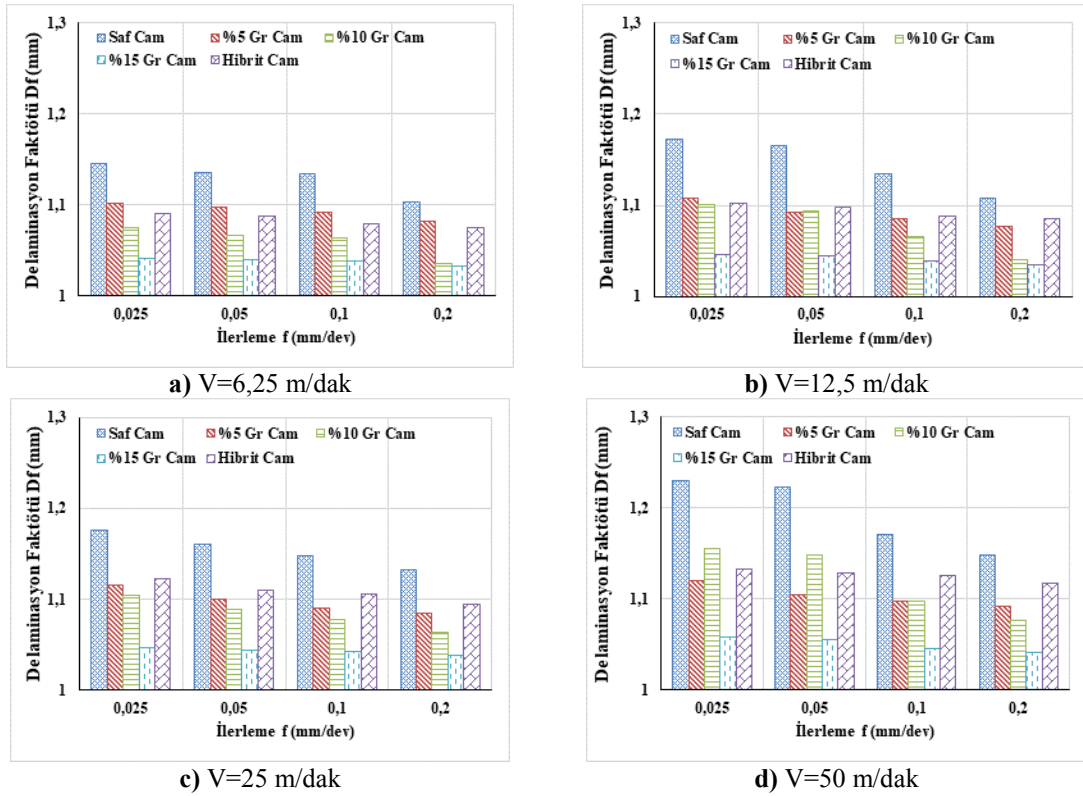 1,3
Saf Cam %5 Gr Cam %10 Gr Cam
%15 Gr Cam Hibrit Cam
1,2
1,1
1
Delaminasyon Faktötü Df (mm)
0,025 0,05 0,1 0,2
İlerleme f (mm/dev)
a) V=6,25 m/dak
1,3
Saf Cam %5 Gr Cam %10 Gr Cam
%15 Gr Cam Hibrit Cam
1,2
1,1
1
Delaminasyon Faktötü Df (mm)
0,025 0,05 0,1 0,2
İlerleme f (mm/dev)
b) V=12,5 m/dak
1,3
Saf Cam %5 Gr Cam %10 Gr Cam
%15 Gr Cam Hibrit Cam
1,2
1,1
1
Delaminasyon Faktötü Df (mm)
0,025 0,05 0,1 0,2
İlerleme f (mm/dev)
c) V=25 m/dak
1,3
Saf Cam %5 Gr Cam %10 Gr Cam
%15 Gr Cam Hibrit Cam
1,2
1,1
1
Delaminasyon Faktötü Df (mm)
0,025 0,05 0,1 0,2
İlerleme f (mm/dev)
d) V=50 m/dak